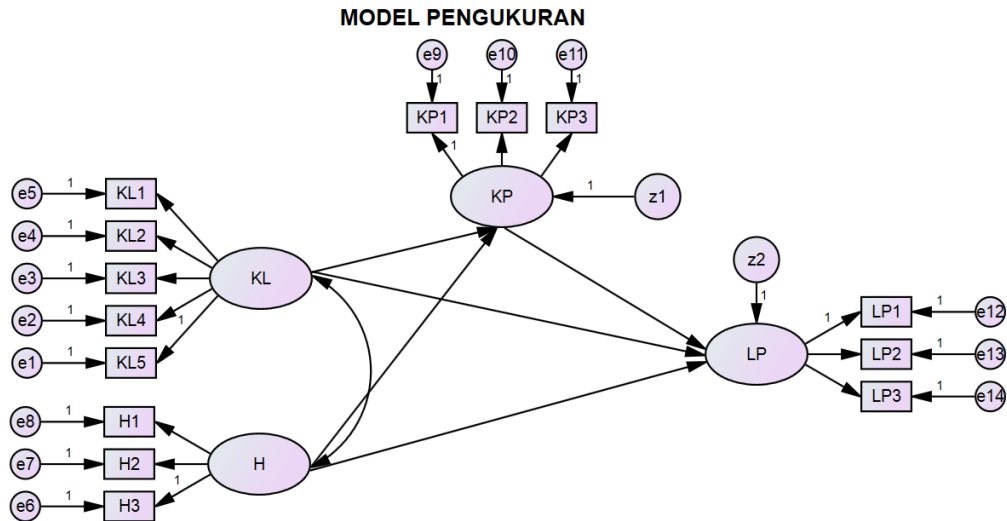 MODEL PENGUKURAN
e9 e10 e11
1 1 1
KP1 KP2 KP3
1
KP
1
z1
e5 1 KL1
e4 1 KL2
e3 1 KL3
e2 1 KL4
e1 1 KL5
1
KL
z2
1
LP
1
LP1 1 e12
LP2 1 e13
LP3 1 e14
e8 1 H1
e7 1 H2
e6 1 H3
1
H